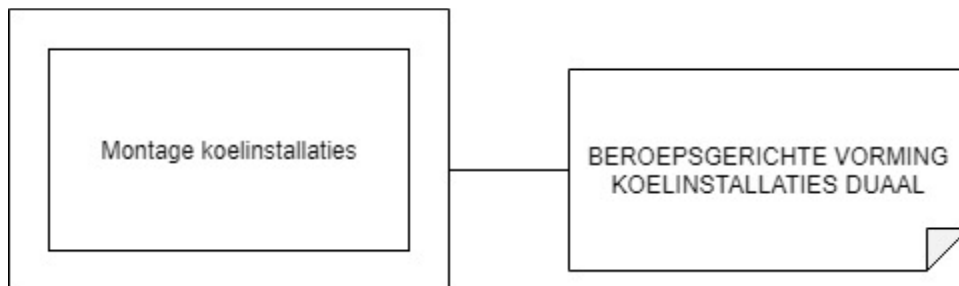 Montage koelinstallaties
BEROEPSGERICHTE VORMING
KOELINSTALLATIES DUAAL